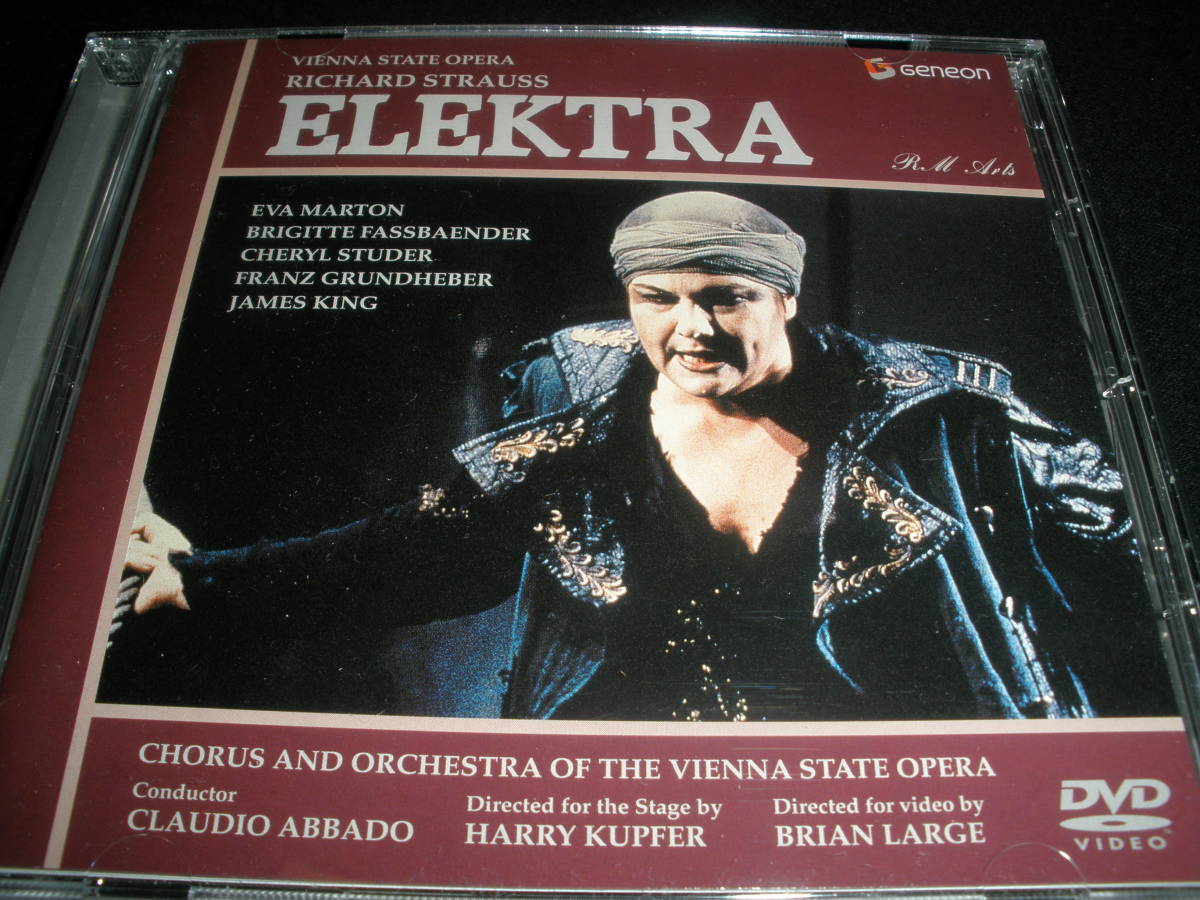 VIENNA STATE OPERA
RICHARD STRAUSS
ELEKTRA
GENEON
RM Arts
EVA MARTON
BRIGITTE FASSBAENDER
CHERYL STUDER
FRANZ GRUNDHEBER
JAMES KING
CHORUS AND ORCHESTRA OF THE VIENNA STATE OPERA
Conductor
CLAUDIO ABBADO
Directed for the Stage by
HARRY KUPFER
Directed for video by
BRIAN LARGE
DVD
VIDEO